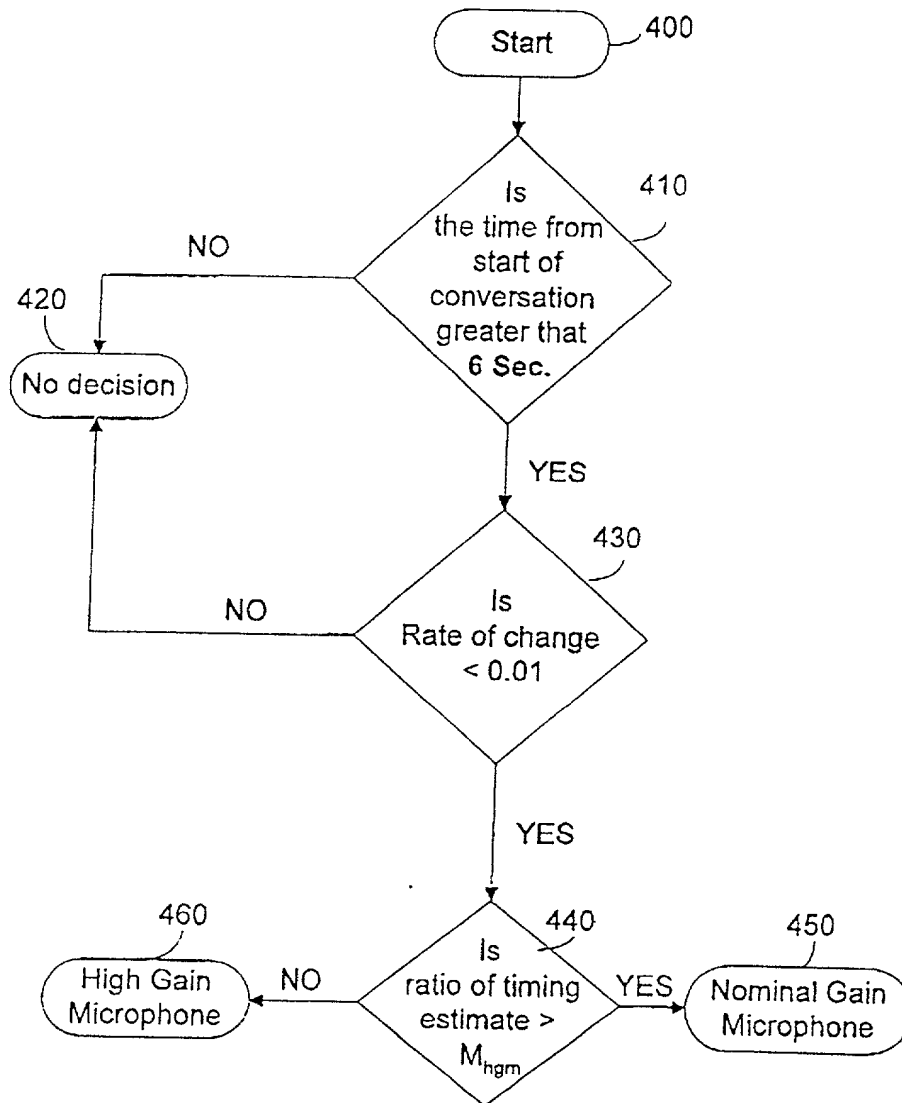 Start
400
Is
the time from
start of
conversation
greater that
6 Sec.
410
NO
420
No decision
YES
430
Is
Rate of change
< 0.01
NO
YES
460
High Gain
Microphone
NO
440
Is
ratio of timing
estimate >
Mhgm
YES
450
Nominal Gain
Microphone